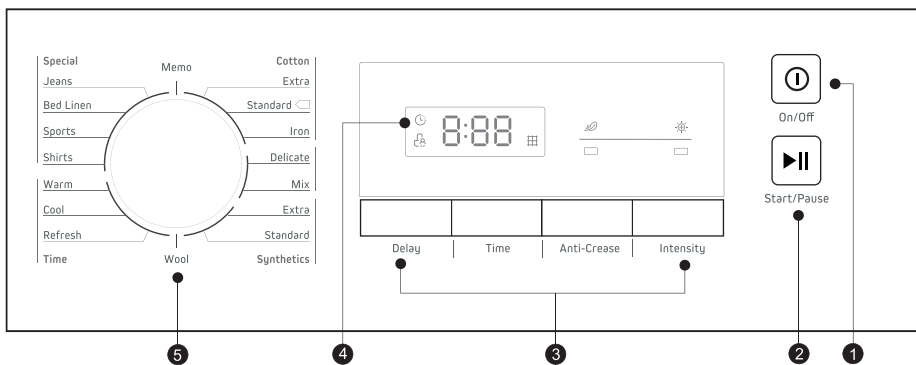 Special
Memo
Cotton
Jeans
Extra
Bed Linen
Standard
Sports
Iron
Shirts
Delicate
Warm
Mix
Cool
Extra
Refresh
Standard
Time
Wool
Synthetics
8:88
Delay
Time
Anti-Crease
Intensity
On/Off
Start/Pause
5
4
3
2
1